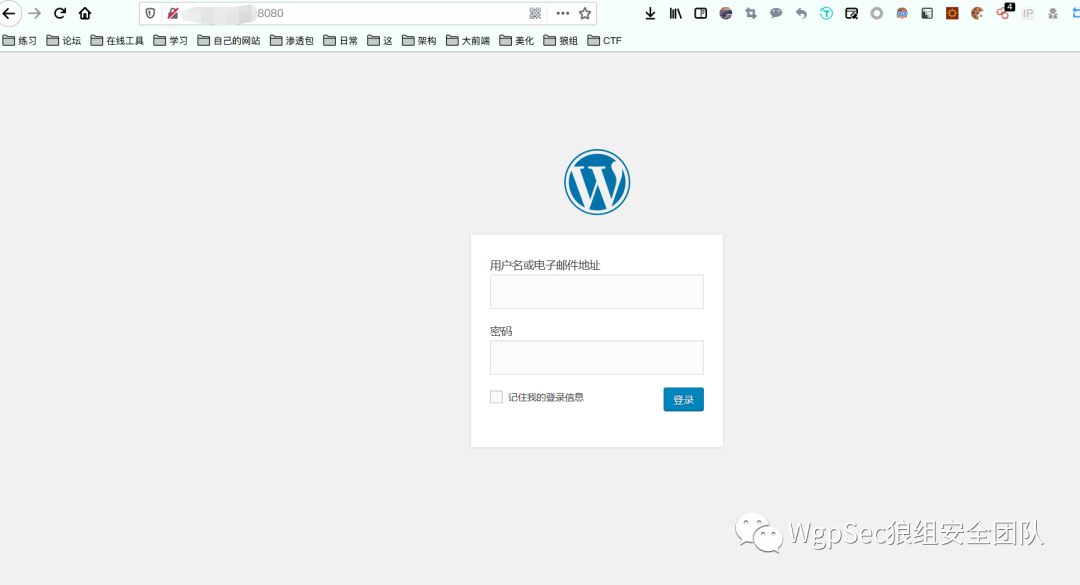 8080
练习 论坛 在线工具 学习 自己的网站 渗透包 日常 这 架构 大前端 美化 狼组 CTF
4
IP
用户名或电子邮件地址
密码
记住我的登录信息
登录
WgpSec狼组安全团队